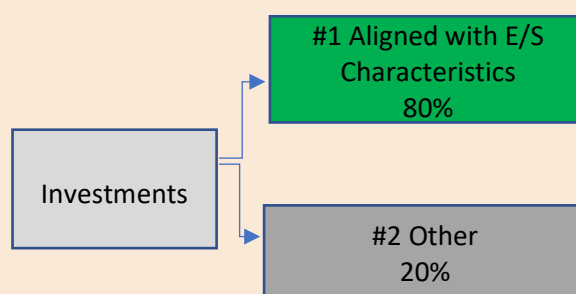 #1 Aligned with E/S
Characteristics
80%
Investments
#2 Other
20%